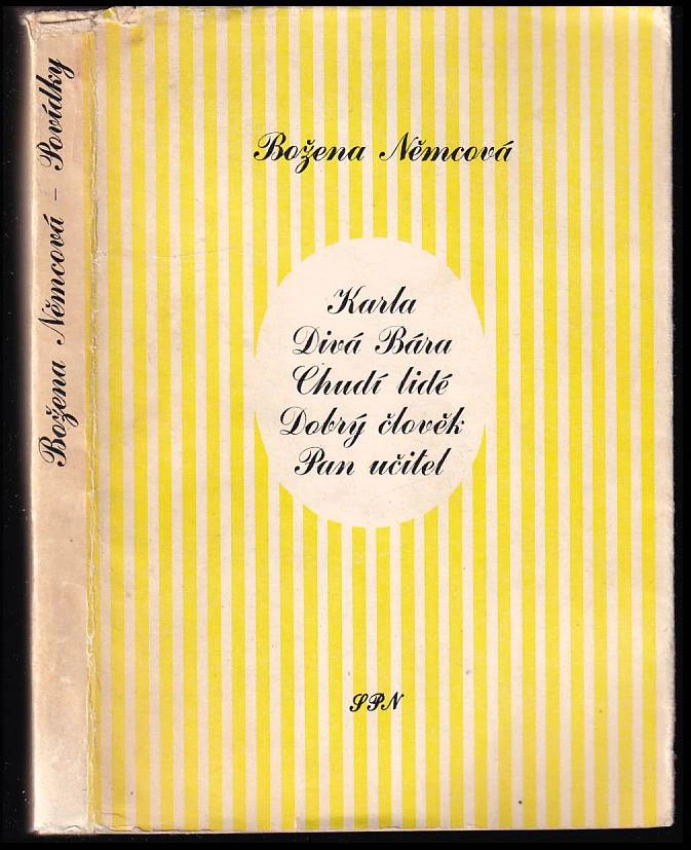 Božena Němcová – Povídky
Božena Němcová
Karla
Divá Bára
Chudí lidé
Dobrý člověk
Pan učitel
SPN